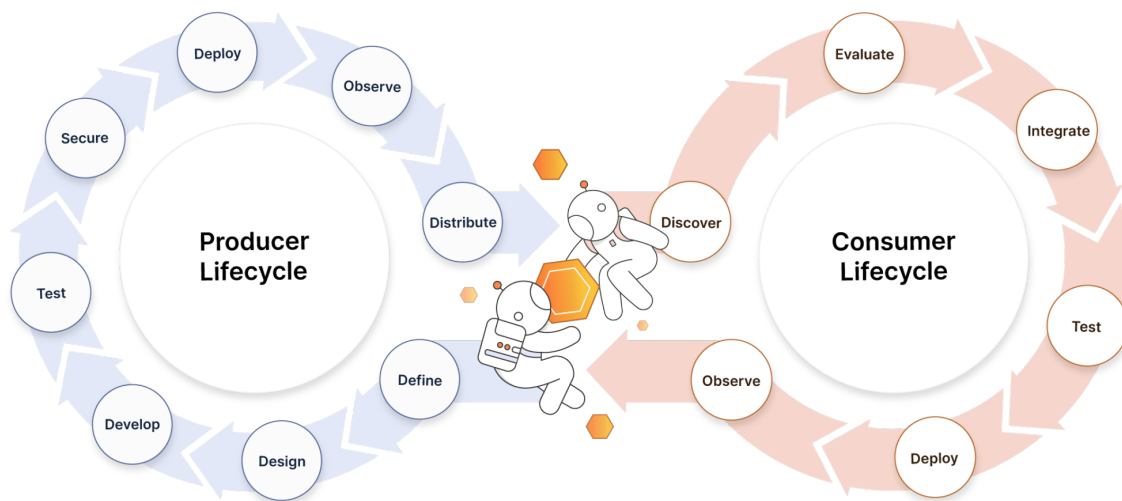 Deploy
Observe
Secure
Distribute
Producer
Lifecycle
Test
Define
Develop
Design
Evaluate
Integrate
Discover
Consumer
Lifecycle
Test
Observe
Deploy